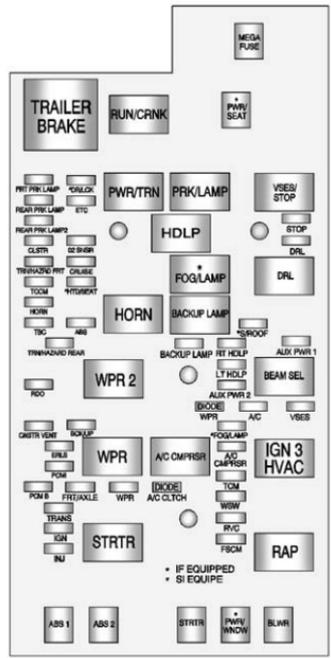 MEGA
FUSE
TRAILER
BRAKE
RUN/CRNK
*
PWR/
SEAT
FRT PRK LAMP
*DR/LCK
PWR/TRN
PRK/LAMP
VSES/
STOP
REAR PRK LAMP
ETC
REAR PRK LAMP2
HDLP
STOP
CLSTR
O2 SNSR
DRL
TRN/HAZRD FRT
CRUISE
*
FOG/LAMP
DRL
TCCM
*HTD/SEAT
HORN
HORN
BACKUP LAMP
TBC
ABS
*S/ROOF
TRN/HAZRD REAR
BACKUP LAMP
RT HDLP
AUX PWR 1
WPR 2
LT HDLP
BEAM SEL
RDO
AUX PWR 2
DIODE
WPR
A/C
VSES
CNSTR VENT
BCK/UP
*FOG/LAMP
ERLS
WPR
A/C CMPRSR
A/C
CMPRSR
IGN 3
HVAC
PCM
TCM
PCM B
FRT/AXLE
WPR
DIODE
A/C CLTCH
WSW
TRANS
RVC
IGN
STRTR
FSCM
RAP
INJ
* IF EQUIPPED
* SI EQUIPE
ABS 1
ABS 2
STRTR
*
PWR/
WNDW
BLWR